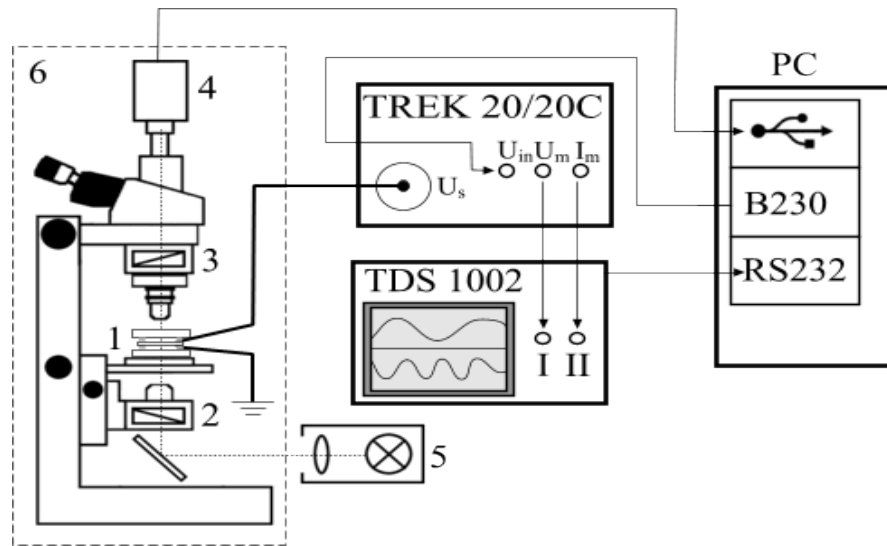 6
4
3
1
2
5
TREK 20/20C
Uin Um Im
Us
TDS 1002
I II
PC
B230
RS232